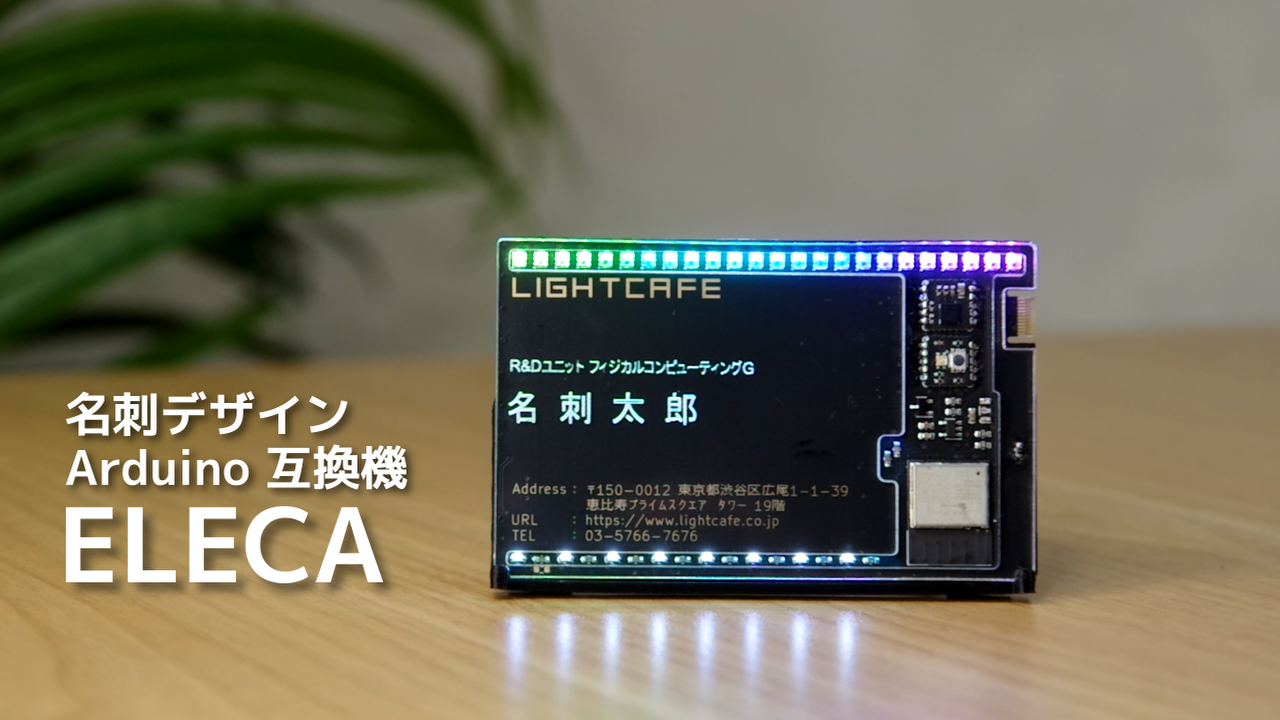 名刺デザイン
Arduino 互換機
ELECA
LIGHTCAFE
R&Dユニット フィジカルコンピューティングG
名刺太郎
Address : 〒150-0012 東京都渋谷区広尾1-1-39
恵比寿プライムスクエア タワー 19階
URL : https://www.lightcafe.co.jp
TEL : 03-5766-7676